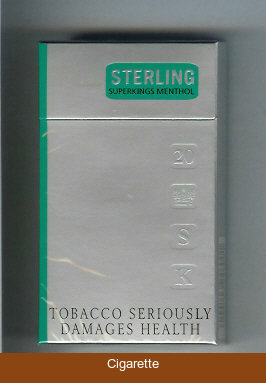 STERLING
SUPERKINGS MENTHOL
20
S
K
TOBACCO SERIOUSLY
DAMAGES HEALTH
Cigarette